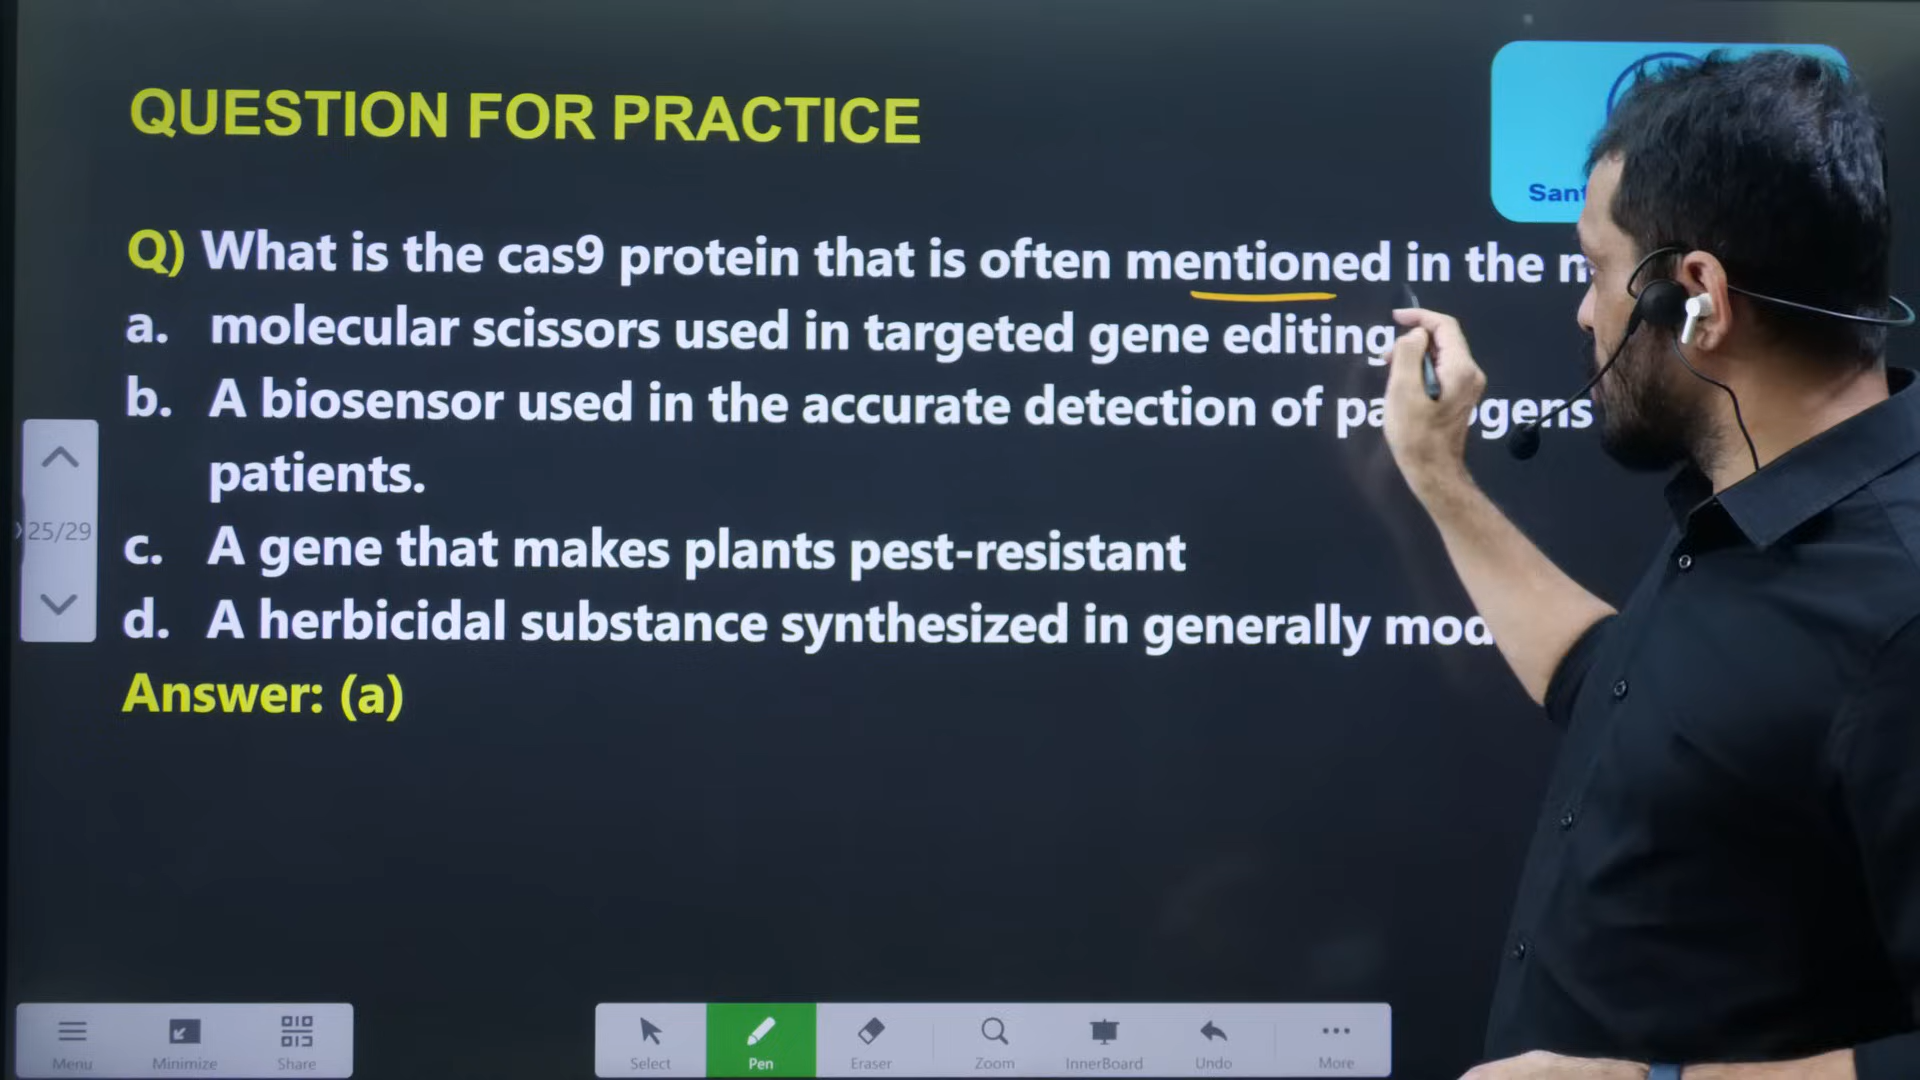 QUESTION FOR PRACTICE
Sant
Q) What is the cas9 protein that is often mentioned in the
a. molecular scissors used in targeted gene editing
b. A biosensor used in the accurate detection of
patients.
25/29
c. A gene that makes plants pest-resistant
d. A herbicidal substance synthesized in generally mod
Answer: (a)
Menu Minimize Share Select Pen Eraser Zoom InnerBoard Undo More